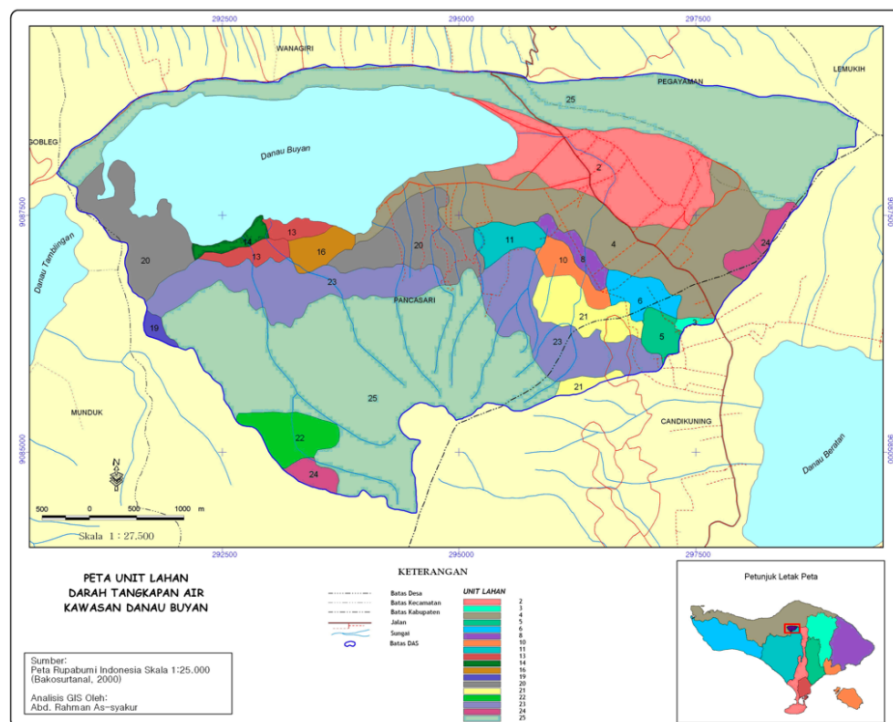 292500 295000 297500
WANAGIRI
LEMUKIH
PEGAYAMAN
25
GOBLEG
Danau Buyan
2
9087500 9087500
13
14
4
24
11
20
20
16
13
8
10
Danau Tamblingan
23
PANCASARI
6
21
3
19
5
23
25
21
MUNDUK
CANDIKUNING
22
Danau Beratan
9085000 9085000
24
N
500 0 500 1000 m
Skala 1 : 27,500
292500 295000 297500
PETA UNIT LAHAN
DARAH TANGKAPAN AIR
KAWASAN DANAU BUYAN
Sumber:
Peta Rupabumi Indonesia Skala 1:25.000
(Bakosurtanal, 2000)
Analisis GIS Oleh:
Abd. Rahman As-syakur
KETERANGAN
Batas Desa
Batas Kecamatan
Batas Kabupaten
Jalan
Sungai
Batas DAS
UNIT LAHAN
2
3
4
5
6
8
10
11
13
14
16
19
20
21
22
23
24
25
Petunjuk Letak Peta